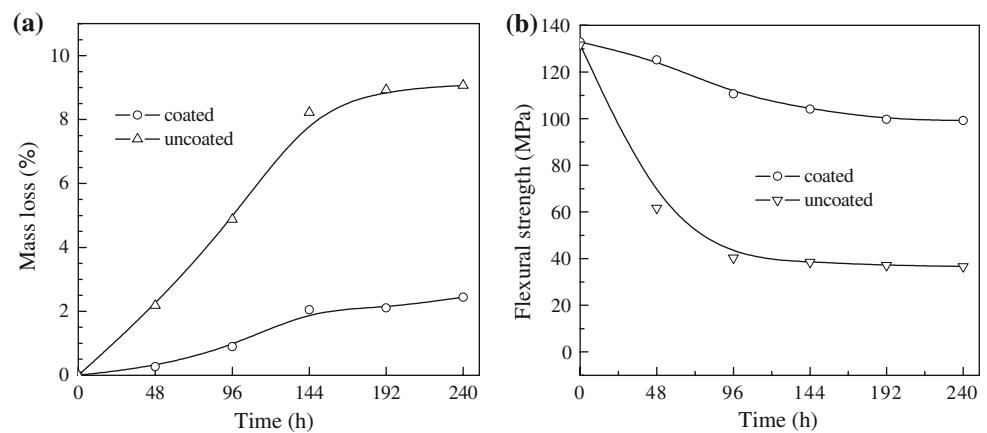 (a)
10
8
6
4
2
0
Mass loss (%)
coated
uncoated
0 48 96 144 192 240
Time (h)
(b)
140
120
100
80
60
40
20
0
Flexural strength (MPa)
coated
uncoated
0 48 96 144 192 240
Time (h)